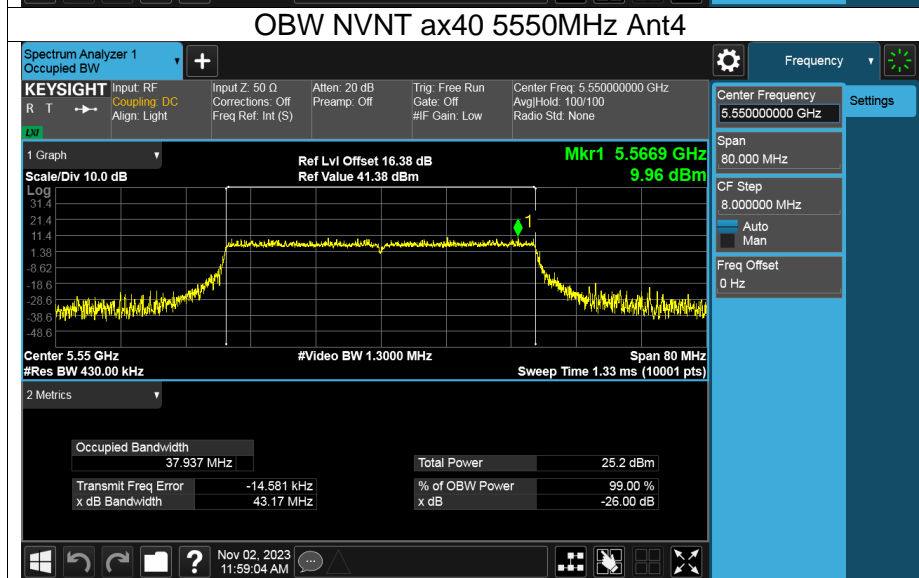 OBW NVNT ax40 5550MHz Ant4
Spectrum Analyzer 1
Occupied BW
+
Frequency
KEYSIGHT
R T
LXI
Input: RF
Coupling: DC
Align: Light
Input Z: 50 Ω
Corrections: Off
Freq Ref: Int (S)
Atten: 20 dB
Preamp: Off
Trig: Free Run
Gate: Off
#IF Gain: Low
Center Freq: 5.550000000 GHz
Avg|Hold: 100/100
Radio Std: None
Center Frequency
5.550000000 GHz
Settings
Span
80.000 MHz
CF Step
8.000000 MHz
Auto
Man
Freq Offset
0 Hz
1 Graph
Ref Lvl Offset 16.38 dB
Mkr1 5.5669 GHz
Scale/Div 10.0 dB
Ref Value 41.38 dBm
9.96 dBm
Log
31.4
21.4
11.4
1.38
-8.62
-18.6
-28.6
-38.6
-48.6
1
Center 5.55 GHz
#Video BW 1.3000 MHz
Span 80 MHz
#Res BW 430.00 kHz
Sweep Time 1.33 ms (10001 pts)
2 Metrics
Occupied Bandwidth
37.937 MHz
Total Power 25.2 dBm
Transmit Freq Error -14.581 kHz
% of OBW Power 99.00 %
x dB Bandwidth 43.17 MHz
x dB -26.00 dB
?
Nov 02, 2023
11:59:04 AM